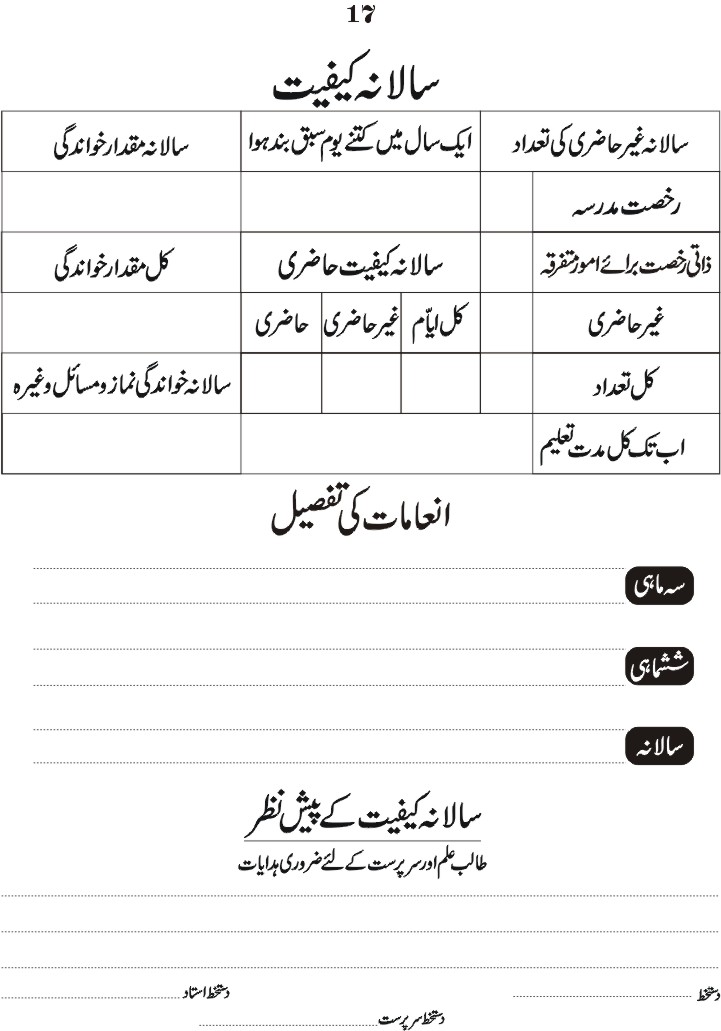 17
سالانہ کیفیت
سالانہ غیر حاضری کی تعداد ایک سال میں کتنے یوم سبق بند ہوا سالانہ مقدار خواندگی
رخصت مدرسہ
ذاتی رخصت برائے امور متفرقہ سالانہ کیفیت حاضری کل مقدار خواندگی
غیر حاضری کل ایّام غیر حاضری حاضری
کل تعداد سالانہ خواندگی نماز و مسائل وغیرہ
اب تک کل مدت تعلیم
انعامات کی تفصیل
سہ ماہی
ششماہی
سالانہ
سالانہ کیفیت کے پیش نظر
طالب علم اور سرپرست کے لئے ضروری ہدایات
دستخط دستخط استاد
دستخط سرپرست